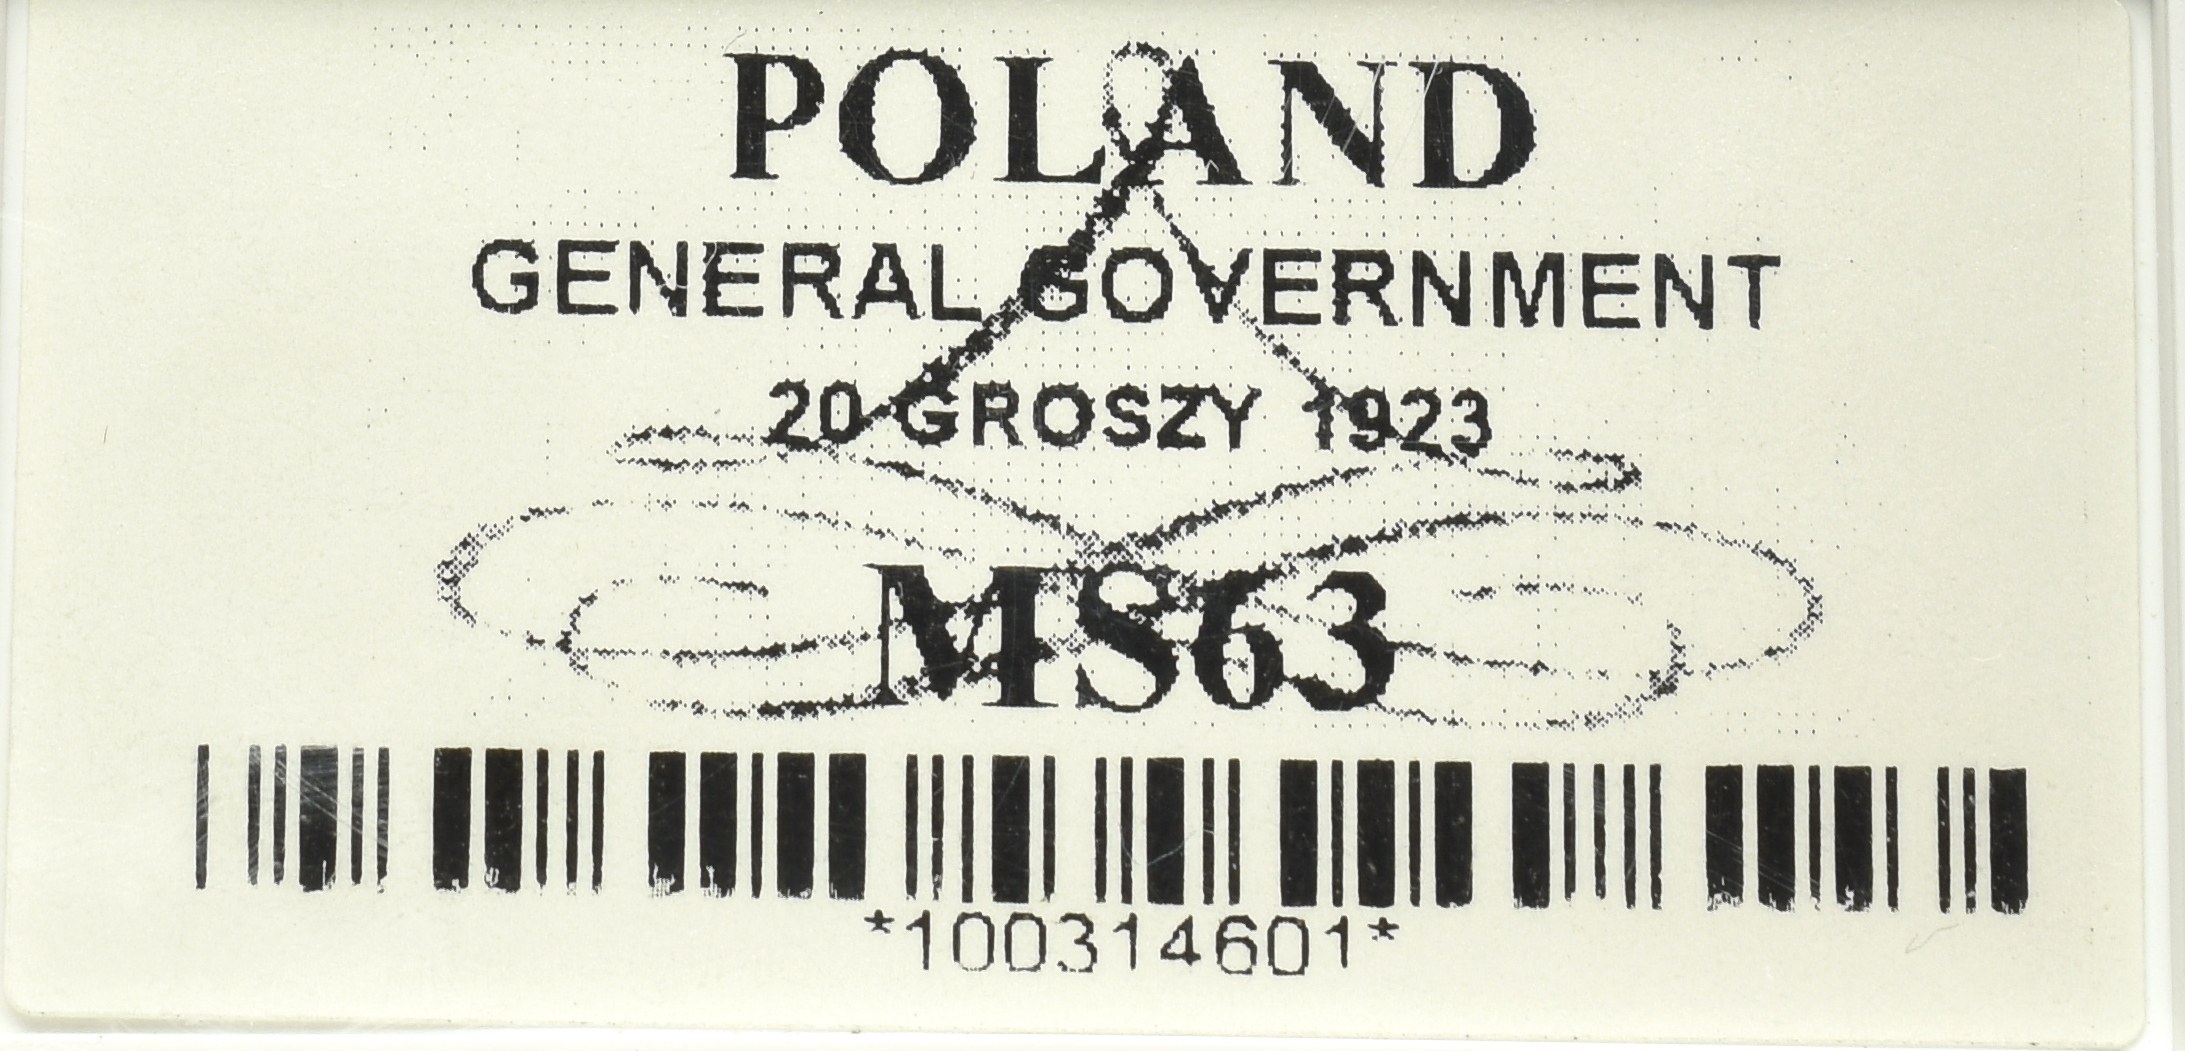 POLAND
GENERAL GOVERNMENT
20 GROSZY 1923
MS63
*100314601*